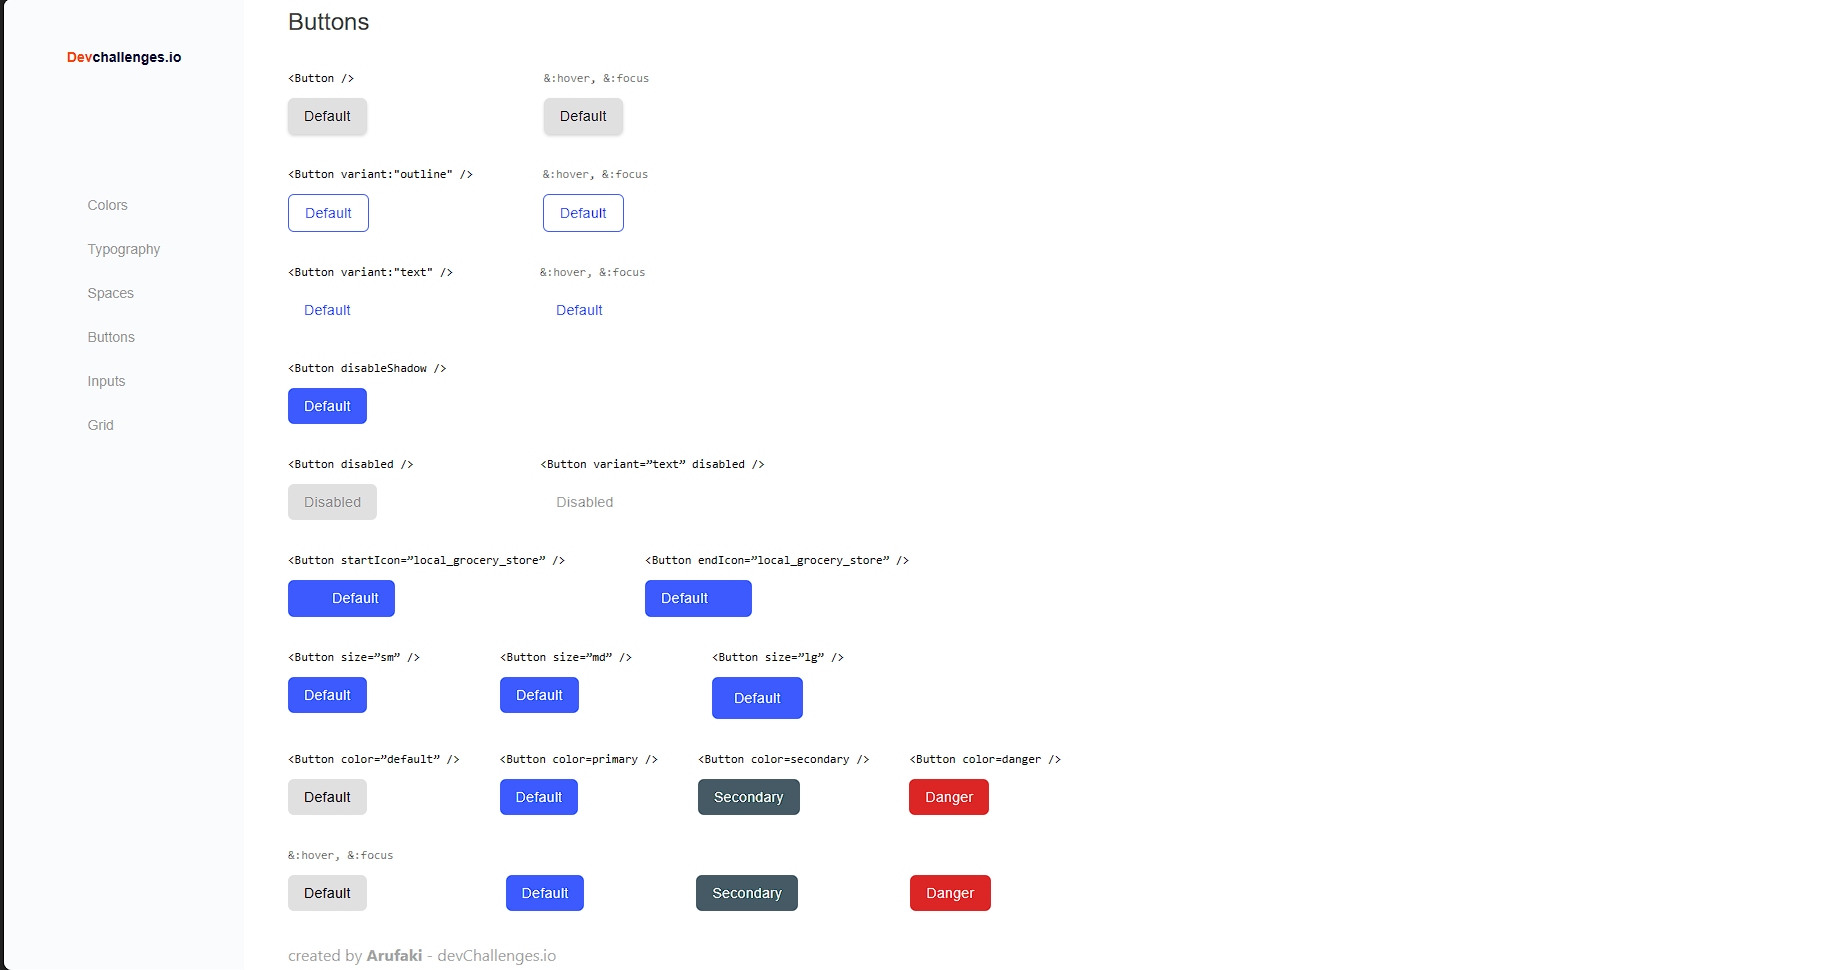 Devchallenges.io
Colors
Typography
Spaces
Buttons
Inputs
Grid
Buttons
<Button />
&:hover, &:focus
Default
Default
<Button variant:"outline" />
&:hover, &:focus
Default
Default
<Button variant:"text" />
&:hover, &:focus
Default
Default
<Button disableShadow />
Default
<Button disabled />
<Button variant=”text” disabled />
Disabled
Disabled
<Button startIcon=”local_grocery_store” />
<Button endIcon=”local_grocery_store” />
Default
Default
<Button size=”sm” />
<Button size=”md” />
<Button size=”lg” />
Default
Default
Default
<Button color=”default” />
<Button color=primary />
<Button color=secondary />
<Button color=danger />
Default
Default
Secondary
Danger
&:hover, &:focus
Default
Default
Secondary
Danger
created by Arufaki - devChallenges.io